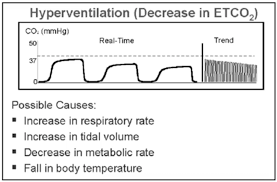 Hyperventilation (Decrease in ETCO₂)
CO₂ (mmHg)
Real-Time
Trend
50
37
0
Possible Causes:
▪ Increase in respiratory rate
▪ Increase in tidal volume
▪ Decrease in metabolic rate
▪ Fall in body temperature